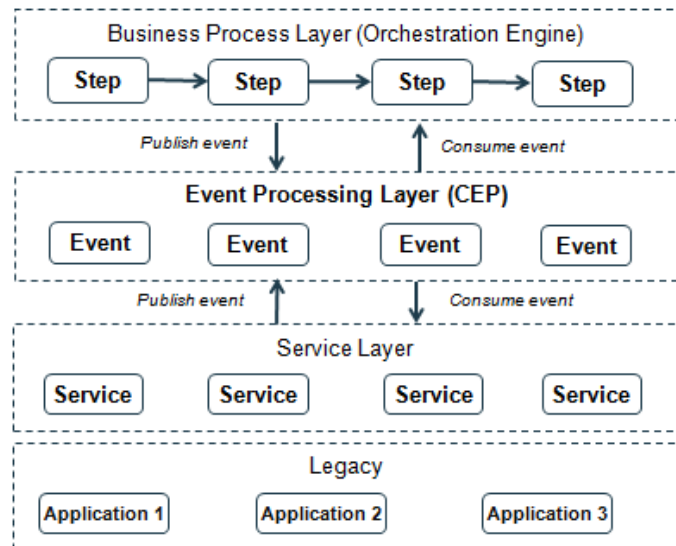 Business Process Layer (Orchestration Engine)
Step Step Step Step
Publish event Consume event
Event Processing Layer (CEP)
Event Event Event Event
Publish event Consume event
Service Layer
Service Service Service Service
Legacy
Application 1 Application 2 Application 3